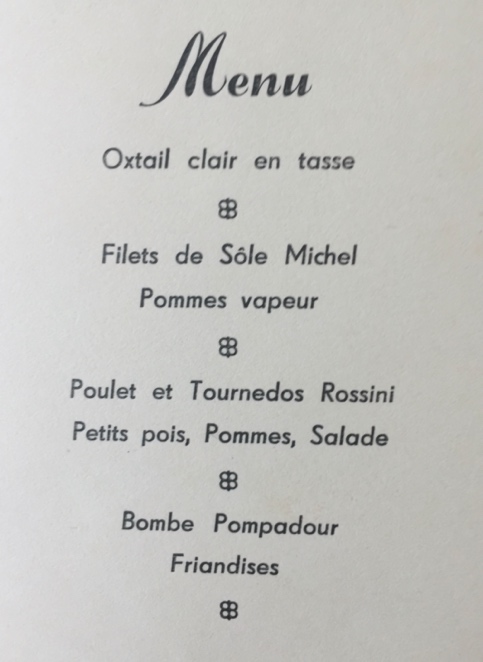 Menu
Oxtail clair en tasse
Filets de Sôle Michel
Pommes vapeur
Poulet et Tournedos Rossini
Petits pois, Pommes, Salade
Bombe Pompadour
Friandises